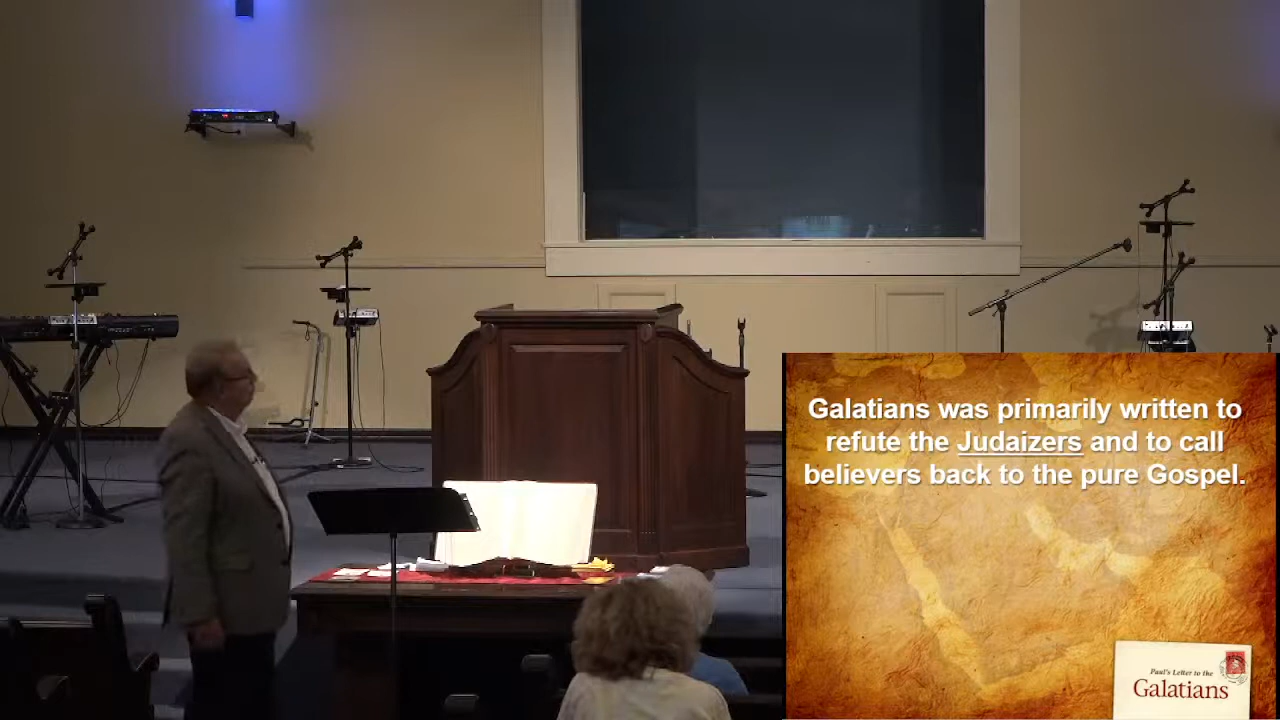 Galatians was primarily written to
refute the Judaizers and to call
believers back to the pure Gospel.
Paul's Letter to the
Galatians